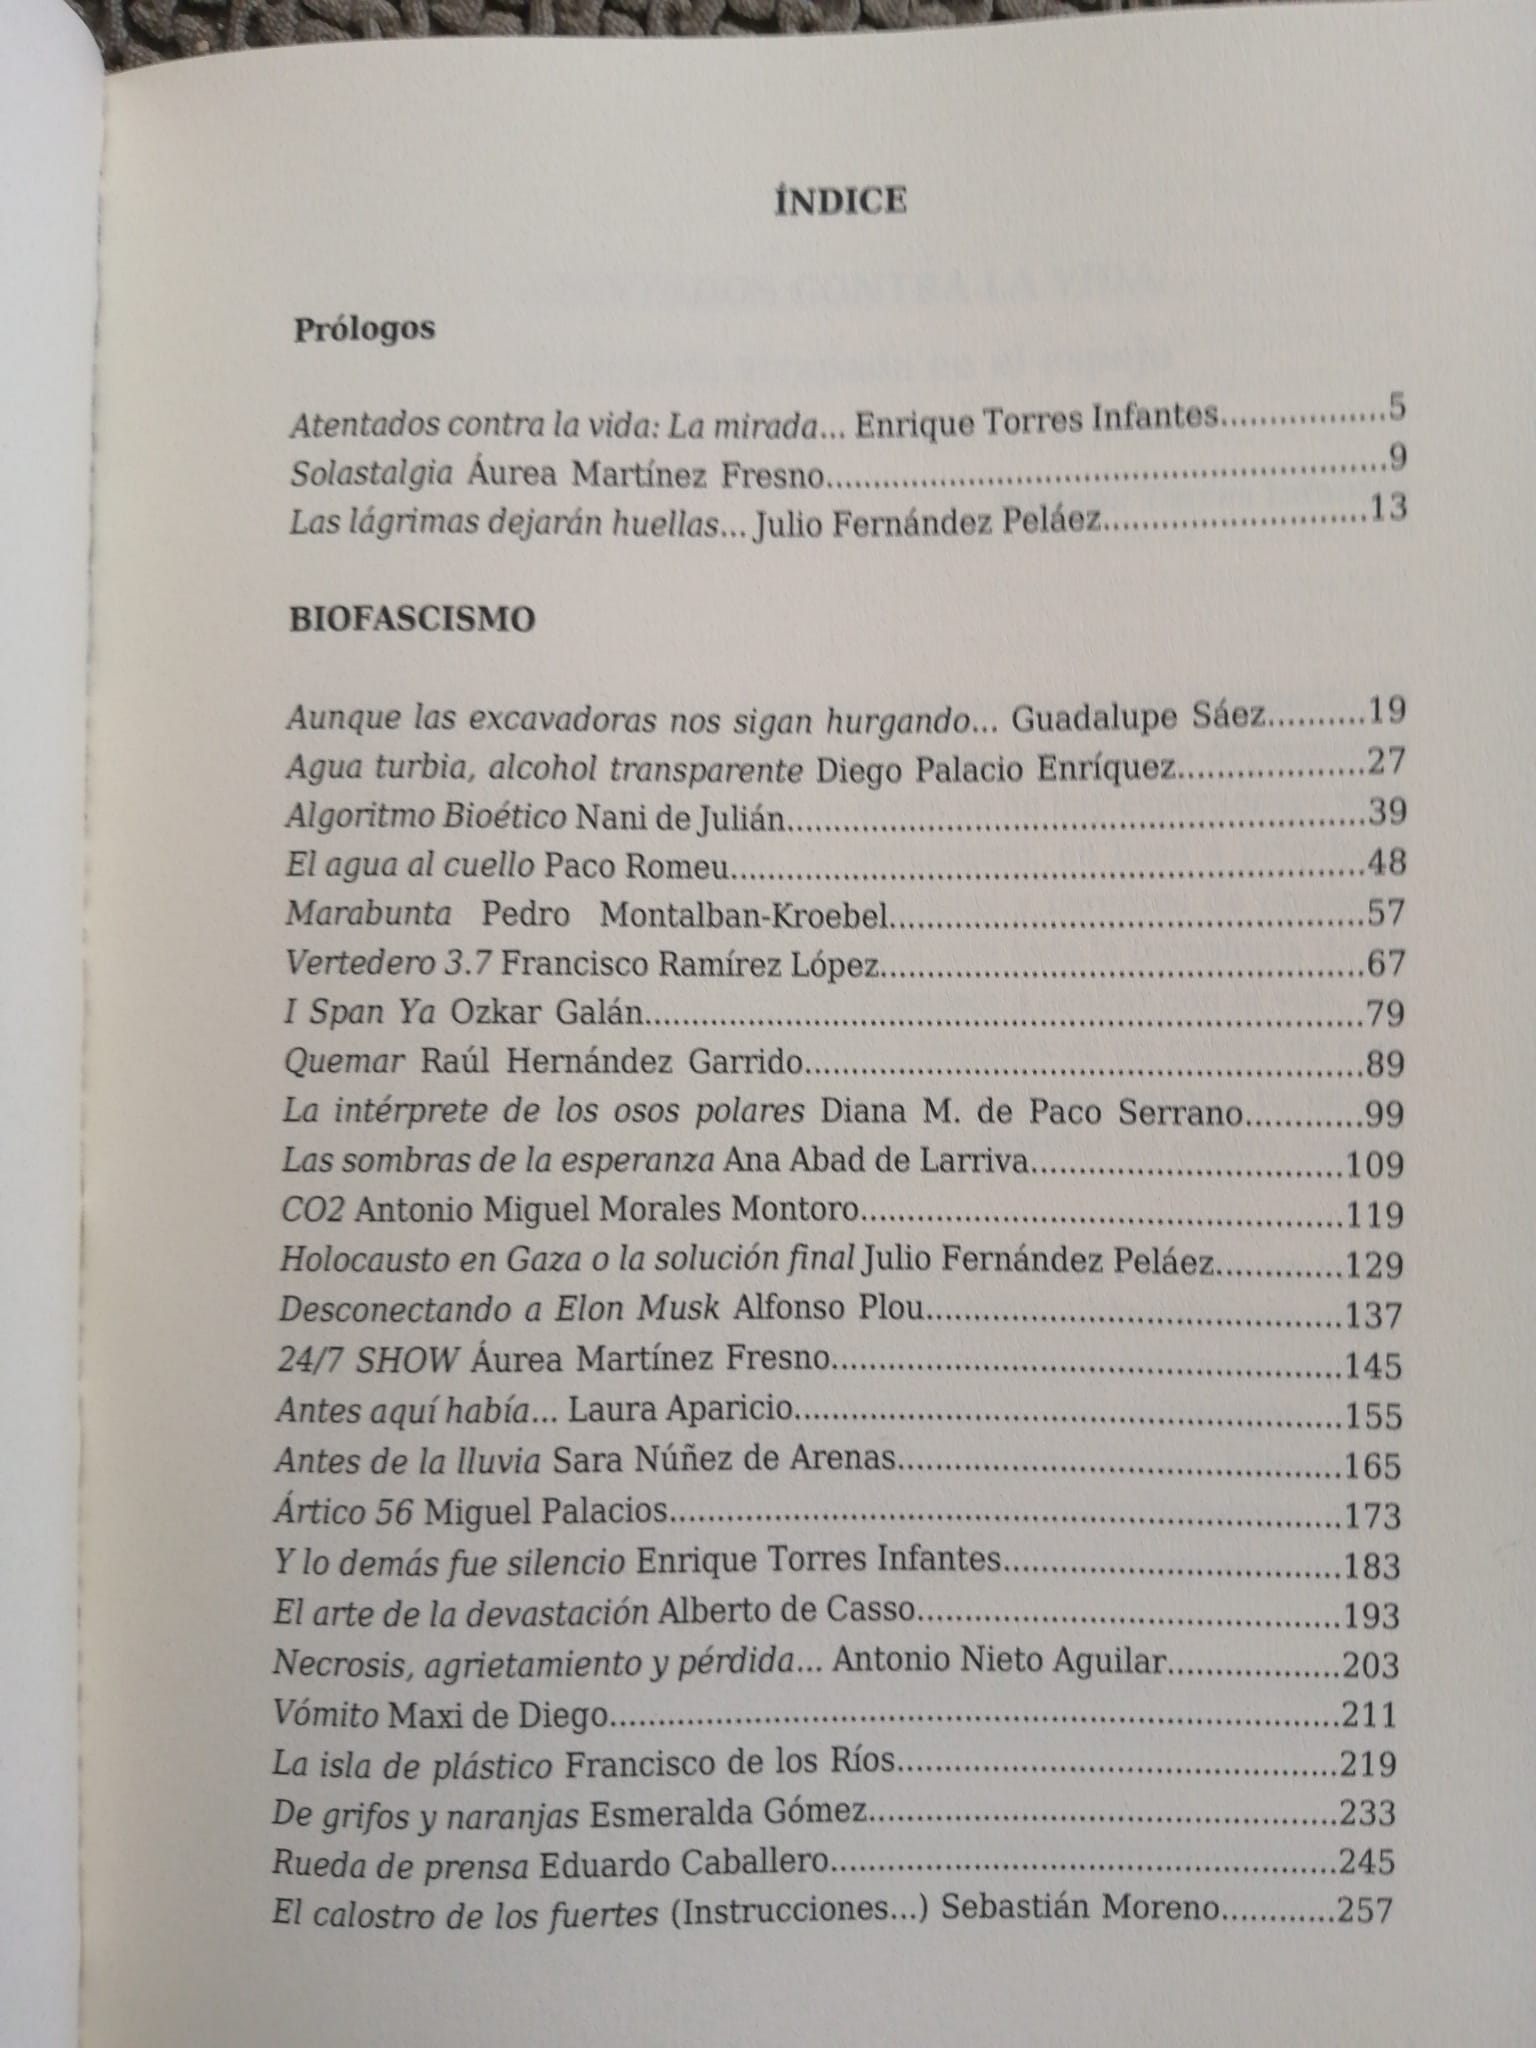 ÍNDICE
Prólogos
Atentados contra la vida: La mirada... Enrique Torres Infantes.................5
Solastalgia Áurea Martínez Fresno............................................................9
Las lágrimas dejarán huellas... Julio Fernández Peláez............................13
BIOFASCISMO
Aunque las excavadoras nos sigan hurgando... Guadalupe Sáez..........19
Agua turbia, alcohol transparente Diego Palacio Enríquez...................27
Algoritmo Bioético Nani de Julián.............................................................39
El agua al cuello Paco Romeu...................................................................48
Marabunta Pedro Montalban-Kroebel..................................................57
Vertedero 3.7 Francisco Ramírez López...................................................67
I Span Ya Ozkar Galán............................................................................79
Quemar Raúl Hernández Garrido...........................................................89
La intérprete de los osos polares Diana M. de Paco Serrano............99
Las sombras de la esperanza Ana Abad de Larriva.................................109
CO2 Antonio Miguel Morales Montoro...................................................119
Holocausto en Gaza o la solución final Julio Fernández Peláez.............129
Desconectando a Elon Musk Alfonso Plou............................................137
24/7 SHOW Áurea Martínez Fresno......................................................145
Antes aquí había... Laura Aparicio..........................................................155
Antes de la lluvia Sara Núñez de Arenas...............................................165
Ártico 56 Miguel Palacios.......................................................................173
Y lo demás fue silencio Enrique Torres Infantes....................................183
El arte de la devastación Alberto de Casso.............................................193
Necrosis, agrietamiento y pérdida... Antonio Nieto Aguilar..................203
Vómito Maxi de Diego.............................................................................211
La isla de plástico Francisco de los Ríos...............................................219
De grifos y naranjas Esmeralda Gómez..................................................233
Rueda de prensa Eduardo Caballero......................................................245
El calostro de los fuertes (Instrucciones...) Sebastián Moreno............257